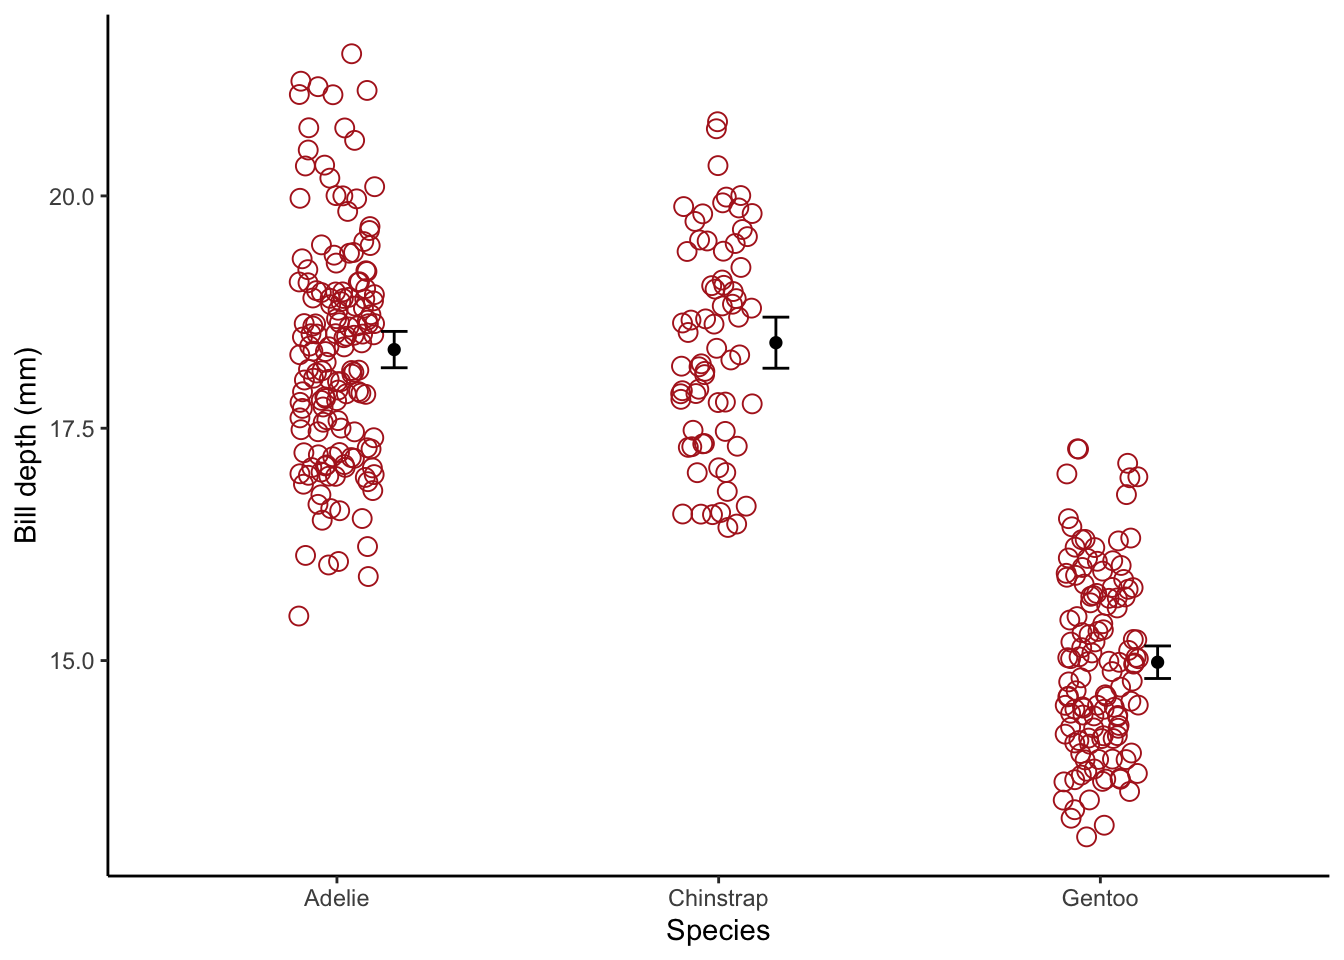 Bill depth (mm)
20.0
17.5
15.0
Adelie
Chinstrap
Gentoo
Species